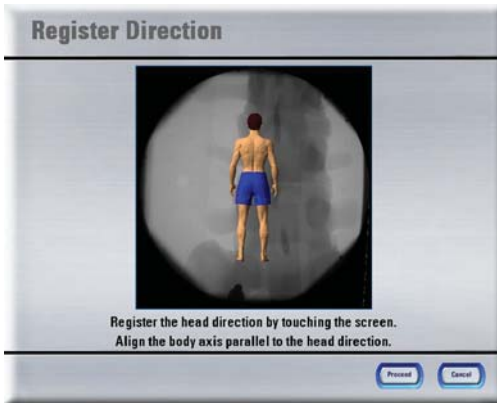 Register Direction
Register the head direction by touching the screen.
Align the body axis parallel to the head direction.
Proceed
Cancel